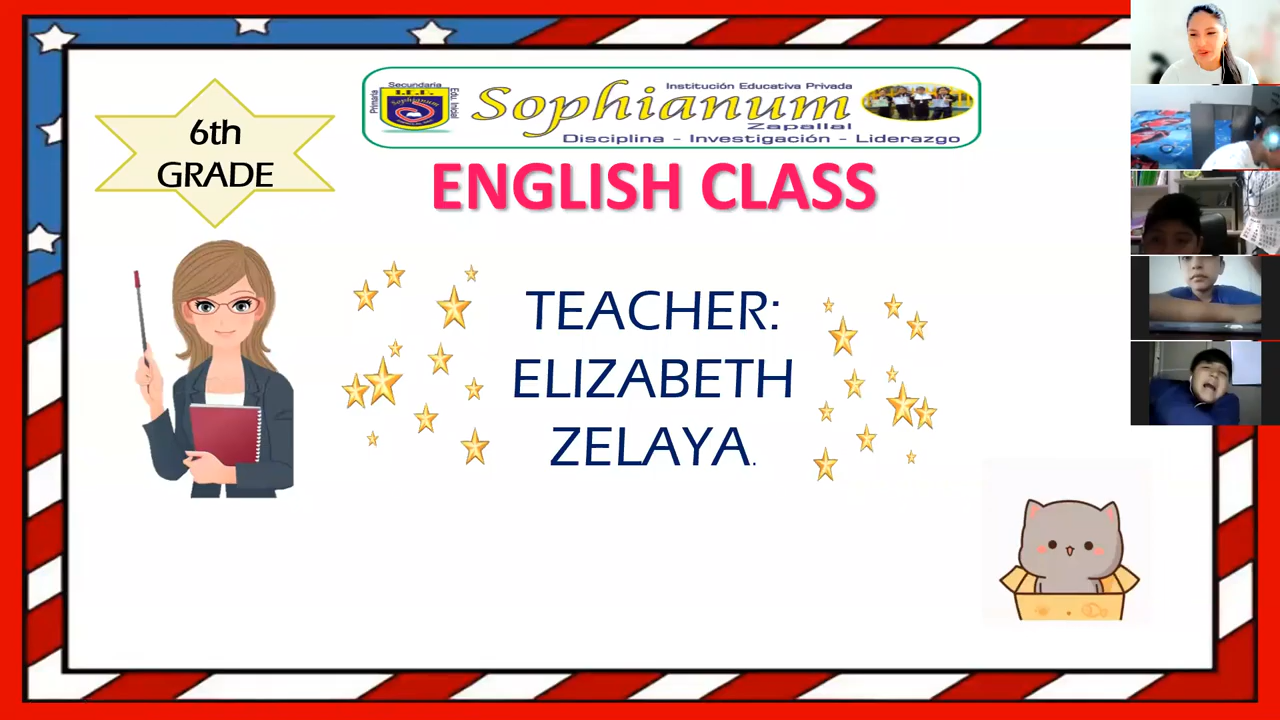 6th
GRADE
Secundaria
Primaria
Edu. Inicial
I.E.P.
Sophianum
Sophianum
Institución Educativa Privada
Zapallal
Disciplina - Investigación - Liderazgo
ENGLISH CLASS
TEACHER:
ELIZABETH
ZELAYA.